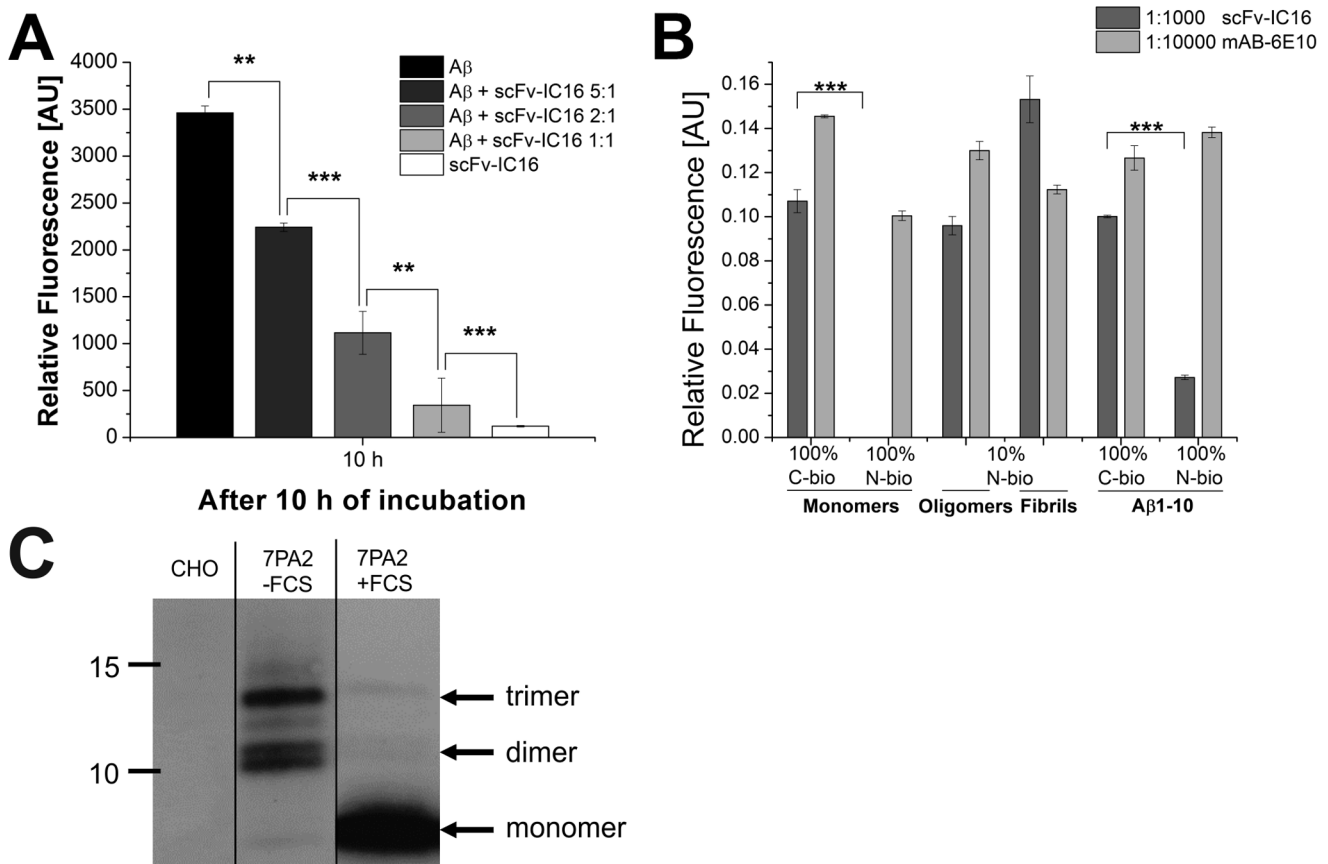 A
Relative Fluorescence [AU]
4000
3500
3000
2500
2000
1500
1000
500
0
**
***
**
***
Aβ
Aβ + scFv-IC16 5:1
Aβ + scFv-IC16 2:1
Aβ + scFv-IC16 1:1
scFv-IC16
10 h
After 10 h of incubation
B
1:1000 scFv-IC16
1:10000 mAB-6E10
Relative Fluorescence [AU]
0.16
0.14
0.12
0.10
0.08
0.06
0.04
0.02
0.00
***
***
100% 100% 10% 100% 100%
C-bio N-bio N-bio C-bio N-bio
Monomers Oligomers Fibrils Aβ1-10
C
CHO
7PA2
-FCS
7PA2
+FCS
15
10
trimer
dimer
monomer